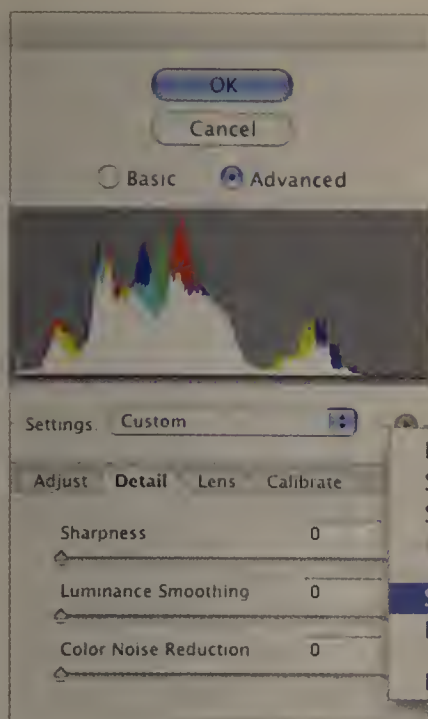 OK
Cancel
Basic Advanced
Settings: Custom
Adjust Detail Lens Calibrate
Sharpness 0
Luminance Smoothing 0
Color Noise Reduction 0